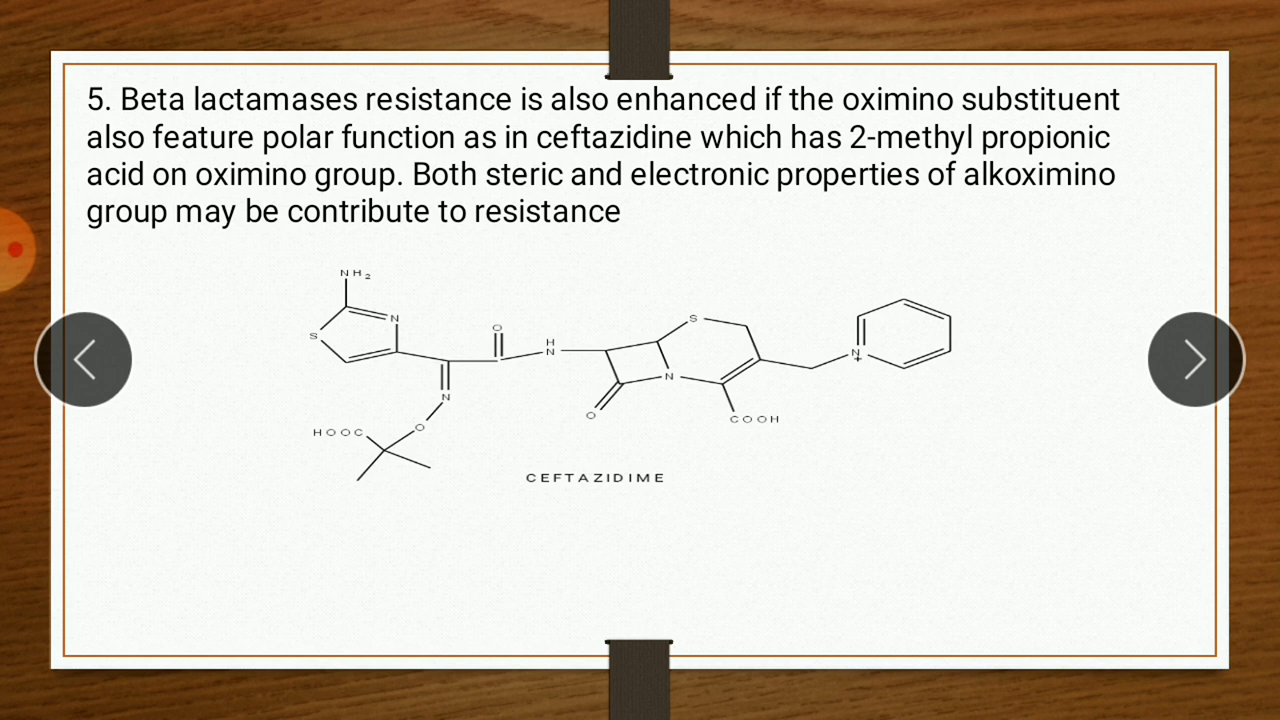 5. Beta lactamases resistance is also enhanced if the oximino substituent
also feature polar function as in ceftazidine which has 2-methyl propionic
acid on oximino group. Both steric and electronic properties of alkoximino
group may be contribute to resistance
NH2
S
N
O
H
N
S
N
+
N
O
N
O
HOOC
COOH
CEFTAZIDIME